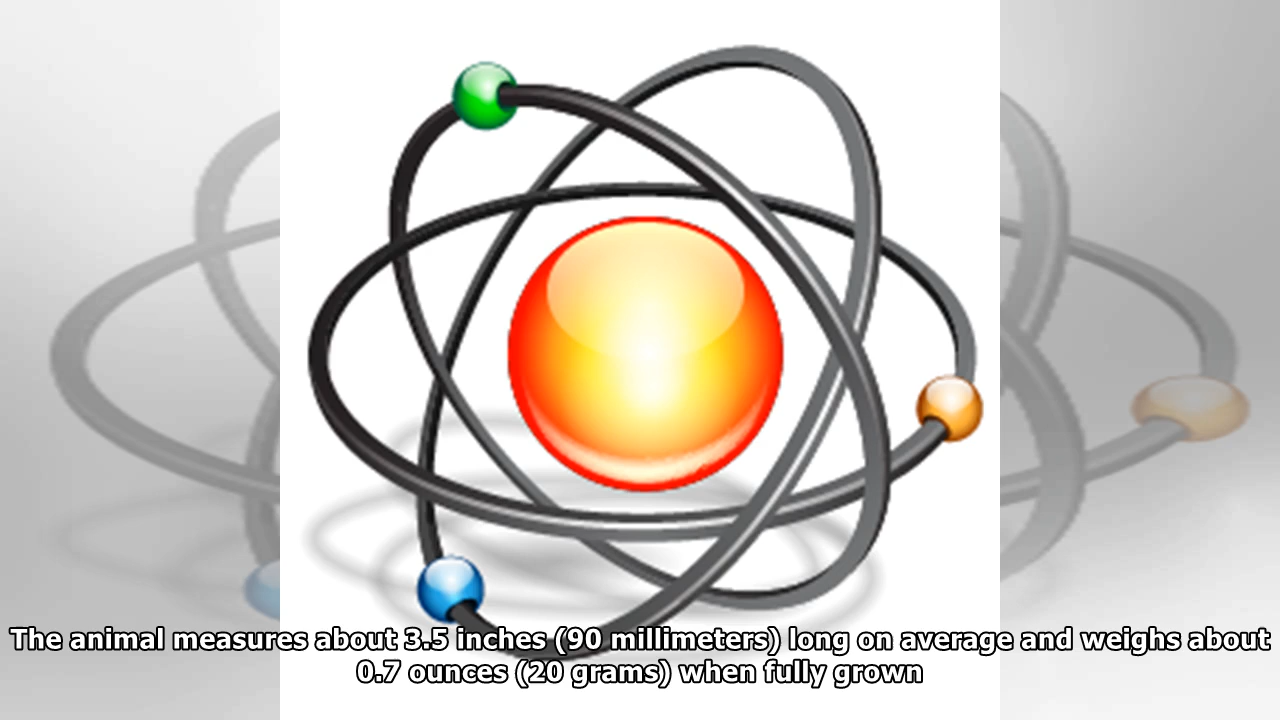 The animal measures about 3.5 inches (90 millimeters) long on average and weighs about
0.7 ounces (20 grams) when fully grown